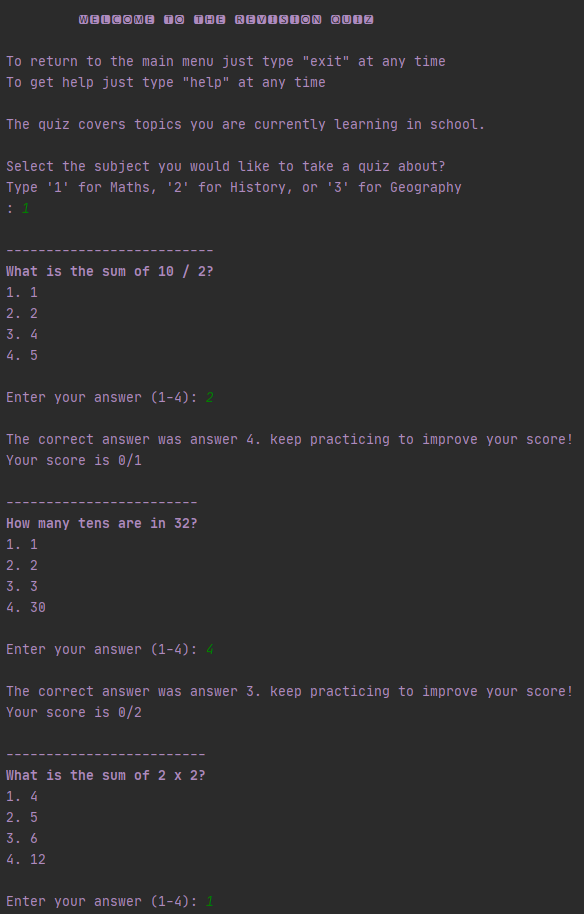 WELCOME TO THE REVISION QUIZ
To return to the main menu just type "exit" at any time
To get help just type "help" at any time
The quiz covers topics you are currently learning in school.
Select the subject you would like to take a quiz about?
Type '1' for Maths, '2' for History, or '3' for Geography
: 1
--------------------------
What is the sum of 10 / 2?
1. 1
2. 2
3. 4
4. 5
Enter your answer (1-4): 2
The correct answer was answer 4. keep practicing to improve your score!
Your score is 0/1
------------------------
How many tens are in 32?
1. 1
2. 2
3. 3
4. 30
Enter your answer (1-4): 4
The correct answer was answer 3. keep practicing to improve your score!
Your score is 0/2
-------------------------
What is the sum of 2 x 2?
1. 4
2. 5
3. 6
4. 12
Enter your answer (1-4): 1